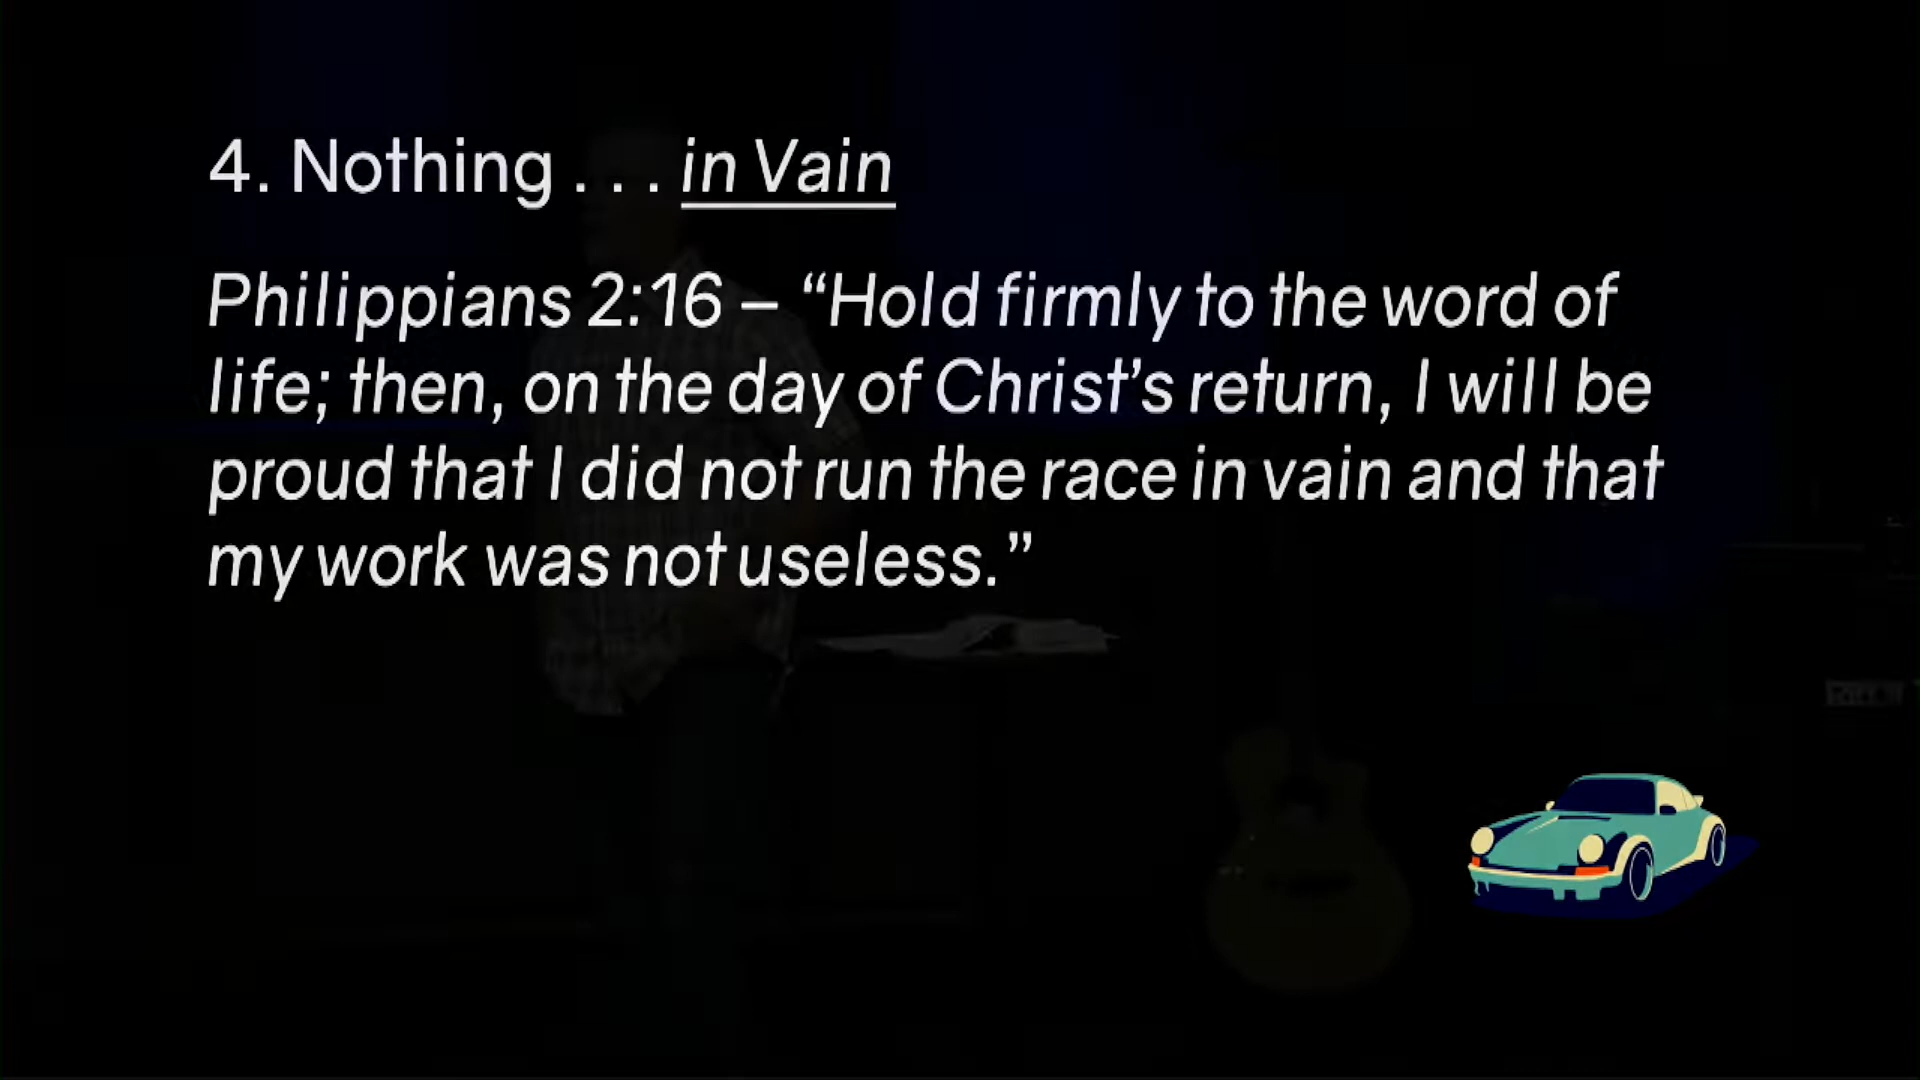 4. Nothing . . . in Vain
Philippians 2:16 – “Hold firmly to the word of
life; then, on the day of Christ’s return, I will be
proud that I did not run the race in vain and that
my work was not useless.”